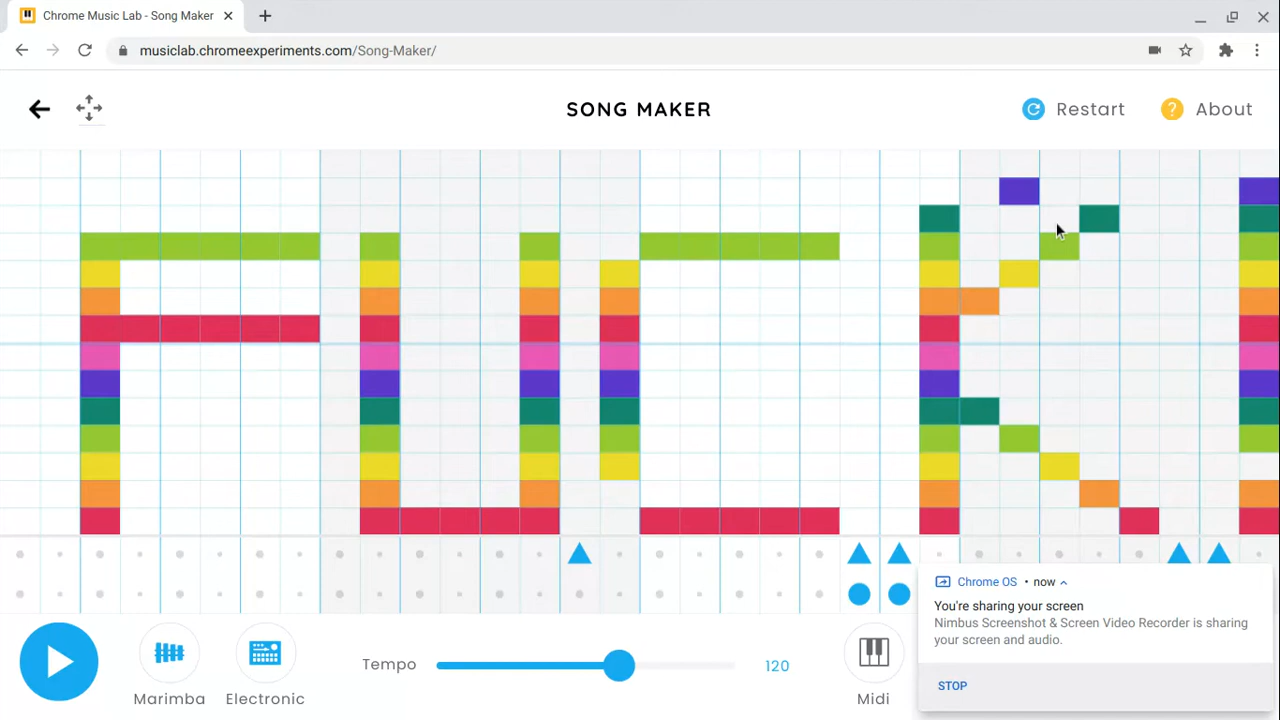 Chrome Music Lab - Song Maker
musiclab.chromeexperiments.com/Song-Maker/
SONG MAKER
Restart
? About
FUCK
Chrome OS • now
You're sharing your screen
Nimbus Screenshot & Screen Video Recorder is sharing
your screen and audio.
STOP
Marimba
Electronic
Tempo
120
Midi